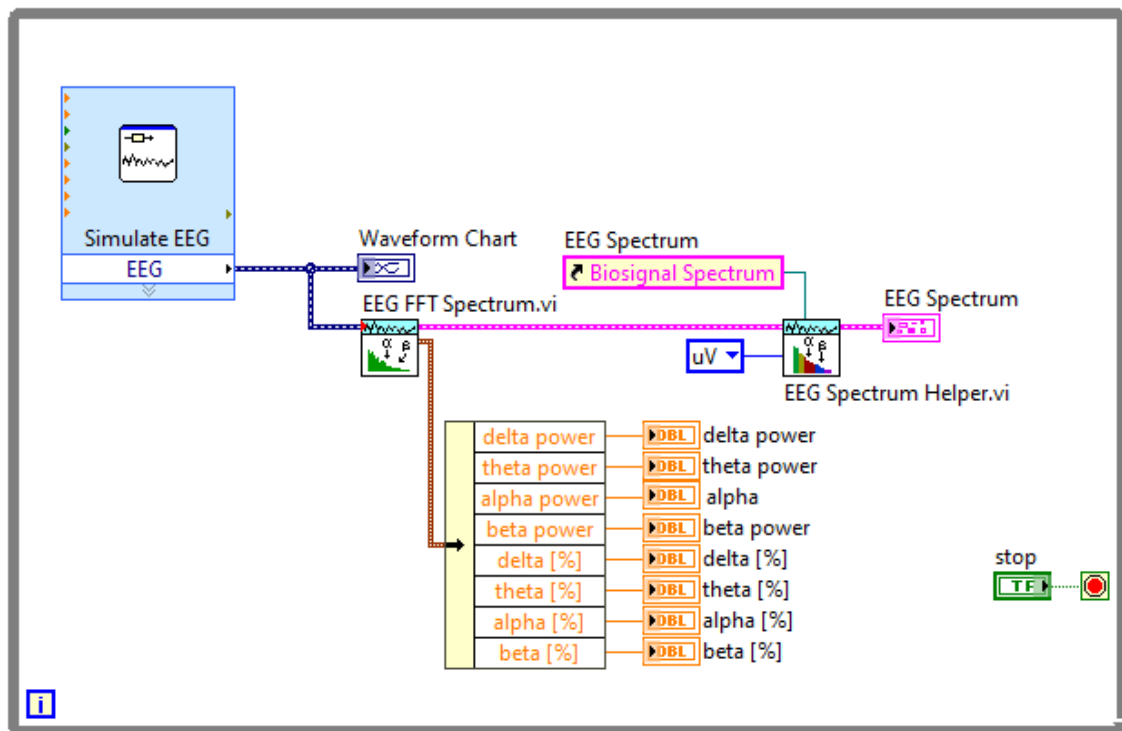 Simulate EEG
EEG
Waveform Chart
EEG Spectrum
Biosignal Spectrum
EEG FFT Spectrum.vi
α β
EEG Spectrum
uV
α β
EEG Spectrum Helper.vi
delta power DBL delta power
theta power DBL theta power
alpha power DBL alpha
beta power DBL beta power
delta [%] DBL delta [%]
theta [%] DBL theta [%]
alpha [%] DBL alpha [%]
beta [%] DBL beta [%]
stop
TF
i